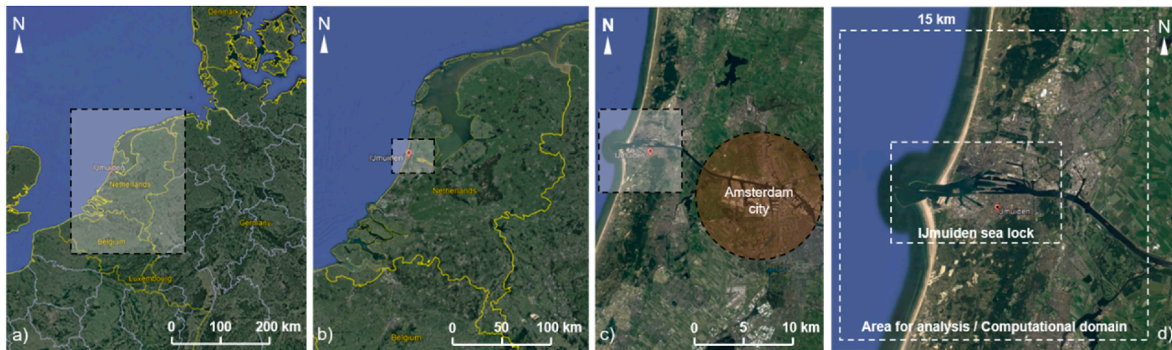 N
Denmark
IJmuiden
Netherlands
Germany
Belgium
Luxembourg
0 100 200 km
a)
N
IJmuiden
Netherlands
Belgium
0 50 100 km
b)
N
Amsterdam
city
0 5 10 km
c)
15 km
N
IJmuiden
IJmuiden sea lock
Area for analysis / Computational domain
d)